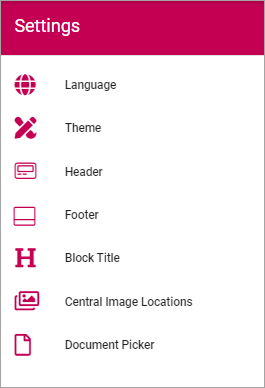 Settings
Language
Theme
Header
Footer
Block Title
Central Image Locations
Document Picker